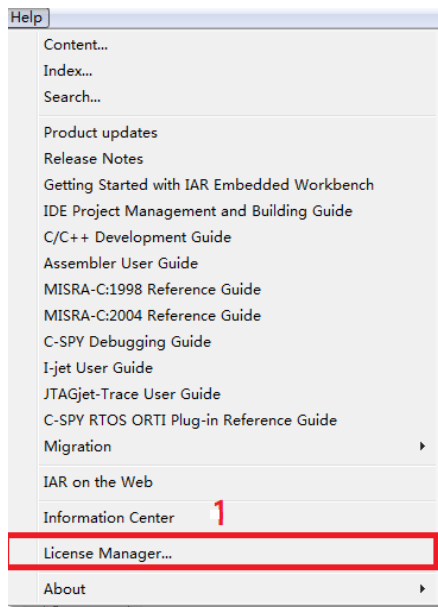 Help
Content...
Index...
Search...
Product updates
Release Notes
Getting Started with IAR Embedded Workbench
IDE Project Management and Building Guide
C/C++ Development Guide
Assembler User Guide
MISRA-C:1998 Reference Guide
MISRA-C:2004 Reference Guide
C-SPY Debugging Guide
I-jet User Guide
JTAGjet-Trace User Guide
C-SPY RTOS ORTI Plug-in Reference Guide
Migration
IAR on the Web
Information Center 1
License Manager...
About